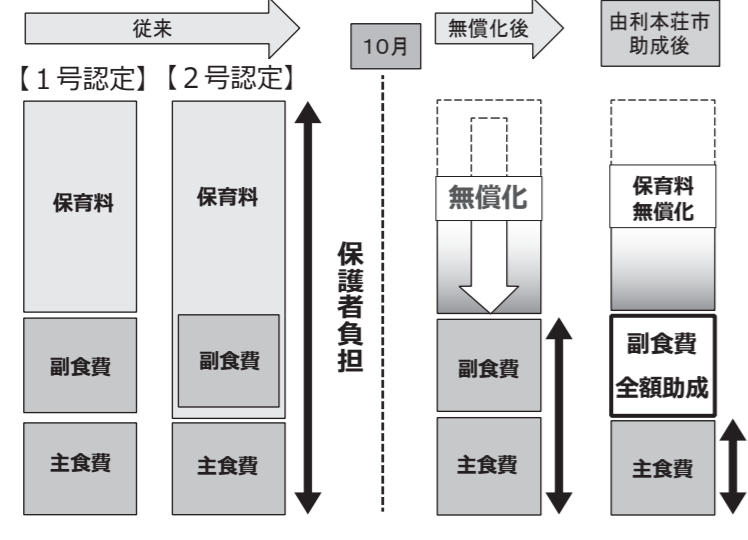 従来
10月
無償化後
由利本荘市
助成後
【１号認定】
【２号認定】
保育料
副食費
主食費
保育料
副食費
主食費
保護者負担
無償化
副食費
主食費
保育料
無償化
副食費
全額助成
主食費